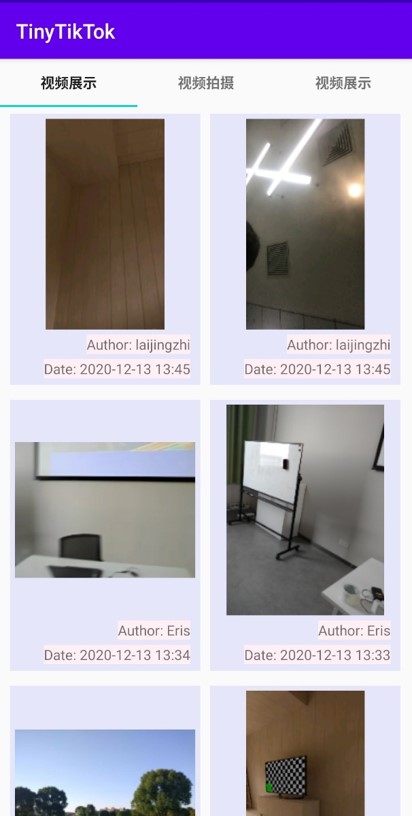 TinyTikTok
视频展示
视频拍摄
视频展示
Author: laijingzhi
Date: 2020-12-13 13:45
Author: laijingzhi
Date: 2020-12-13 13:45
Author: Eris
Date: 2020-12-13 13:34
Author: Eris
Date: 2020-12-13 13:33